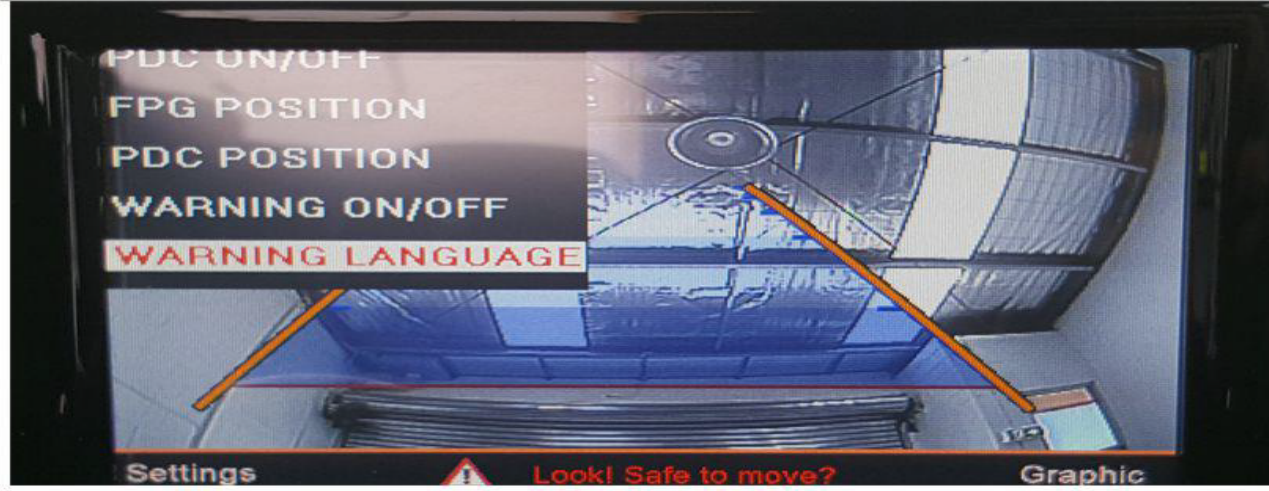 PDC ON/OFF
FPG POSITION
PDC POSITION
WARNING ON/OFF
WARNING LANGUAGE
Settings
Look! Safe to move?
Graphic